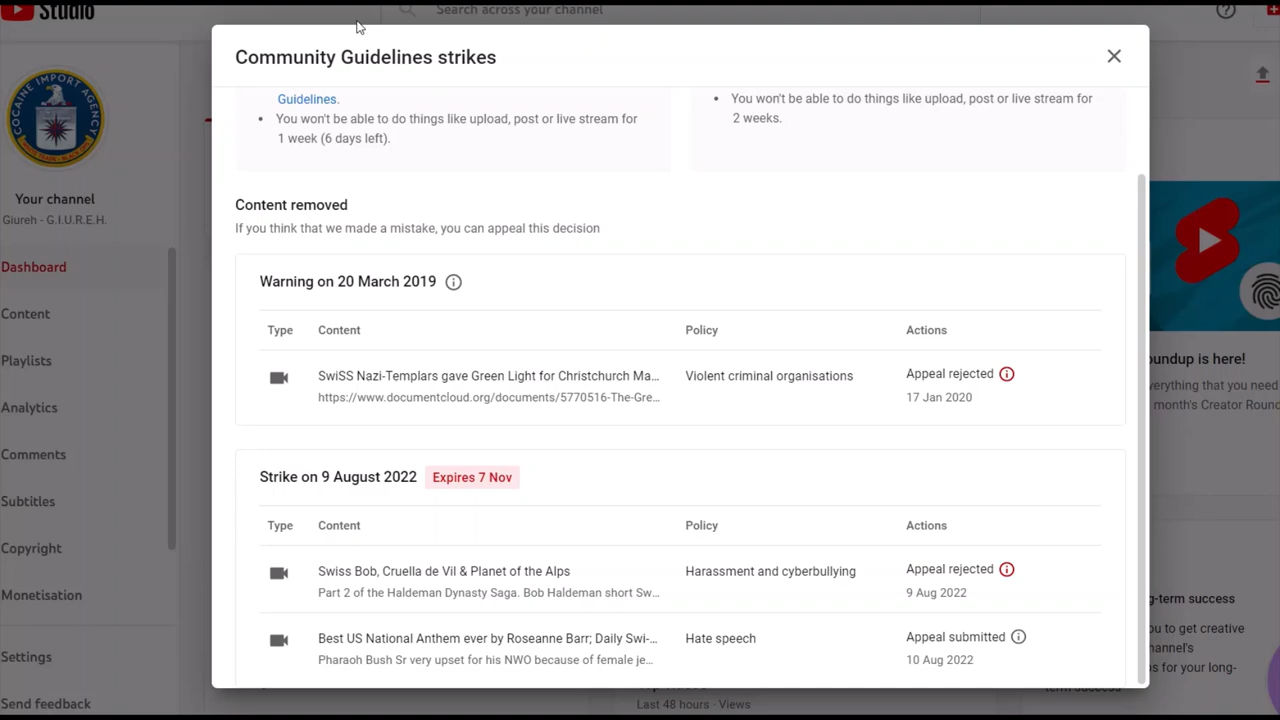 Studio
Search across your channel
COCAINE IMPORT AGENCY
Your channel
Giureh - G.I.U.R.E.H.
Dashboard
Content
Playlists
Analytics
Comments
Subtitles
Copyright
Monetisation
Settings
Send feedback
Community Guidelines strikes
Guidelines.
• You won't be able to do things like upload, post or live stream for
1 week (6 days left).
• You won't be able to do things like upload, post or live stream for
2 weeks.
Content removed
If you think that we made a mistake, you can appeal this decision
Warning on 20 March 2019
Type Content Policy Actions
SwiSS Nazi-Templars gave Green Light for Christchurch Ma... Violent criminal organisations Appeal rejected
https://www.documentcloud.org/documents/5770516-The-Gre... 17 Jan 2020
Strike on 9 August 2022 Expires 7 Nov
Type Content Policy Actions
Swiss Bob, Cruella de Vil & Planet of the Alps Harassment and cyberbullying Appeal rejected
Part 2 of the Haldeman Dynasty Saga. Bob Haldeman short Sw... 9 Aug 2022
Best US National Anthem ever by Roseanne Barr; Daily Swi-... Hate speech Appeal submitted
Pharaoh Bush Sr very upset for his NWO because of female je... 10 Aug 2022
Last 48 hours · Views
oundup is here!
verything that you need
month's Creator Roun
g-term success
ou to get creative
hannel's
s for your long-
term success